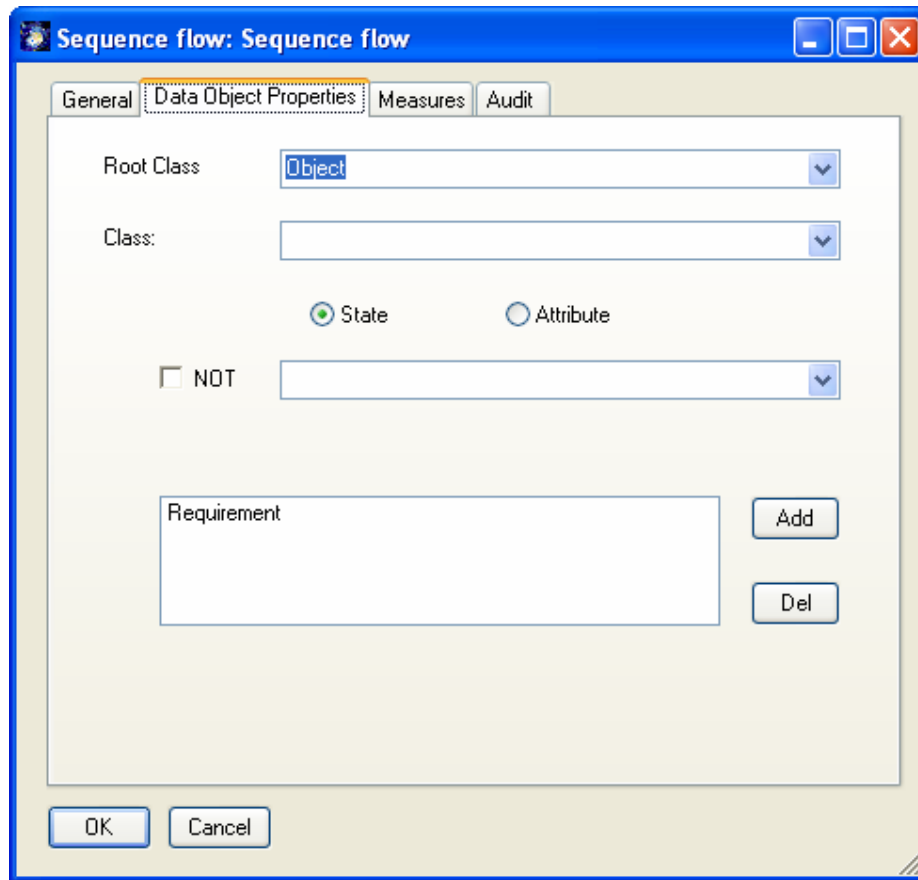 Sequence flow: Sequence flow
General Data Object Properties Measures Audit
Root Class Object
Class:
State Attribute
NOT
Requirement
Add
Del
OK Cancel